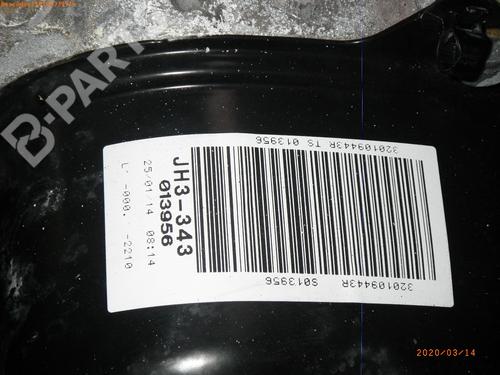 320109443R TS 013956
JH3-343
013956
25/01/14 08:14
L -000. -2210
320109443R
S013956
B-PART
2020/03/14